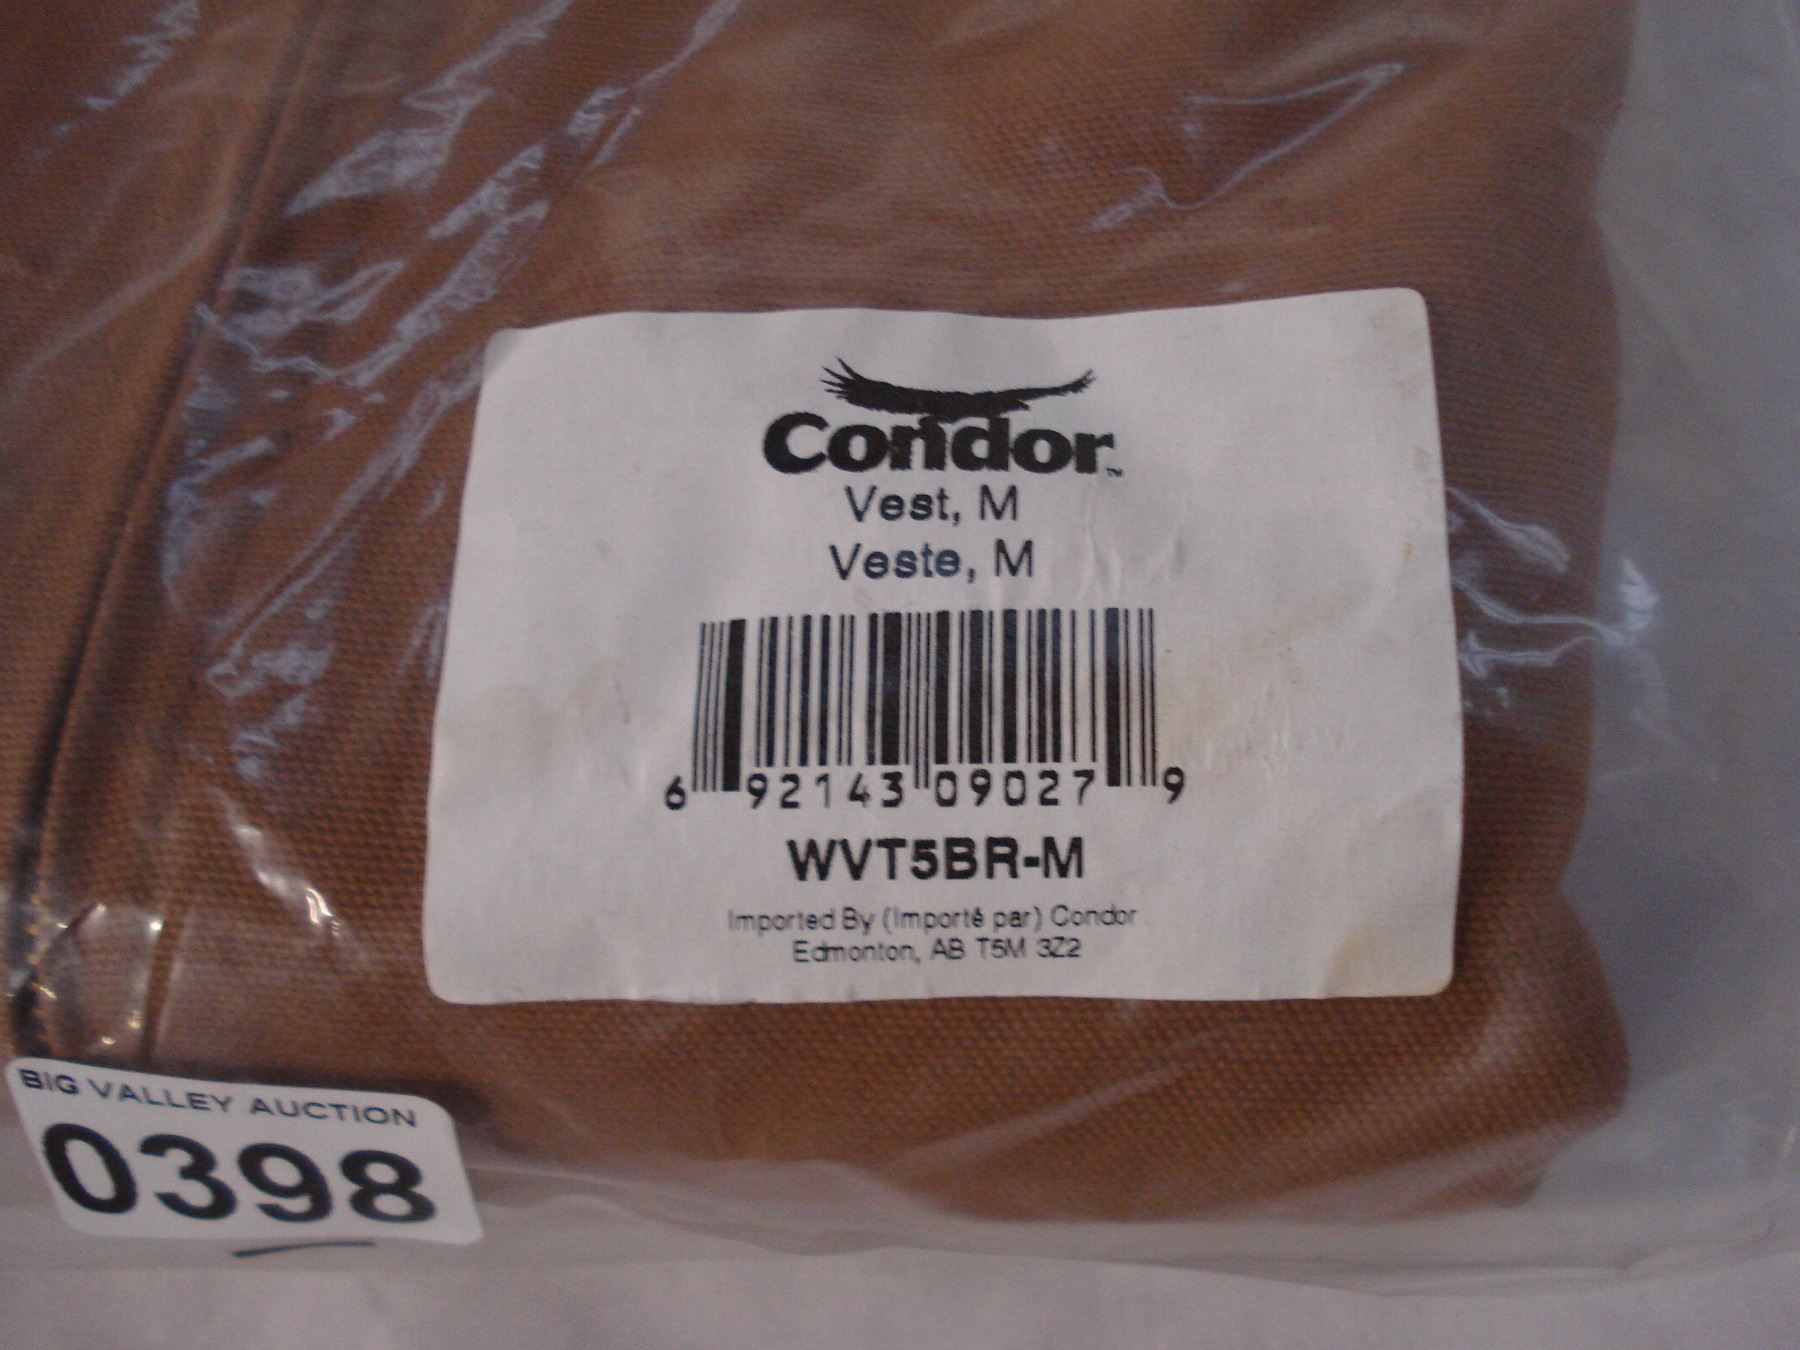 Condor™
Vest, M
Veste, M
6 92143 09027 9
WVT5BR-M
Imported By (Importé par) Condor
Edmonton, AB T5M 3Z2
BIG VALLEY AUCTION
0398